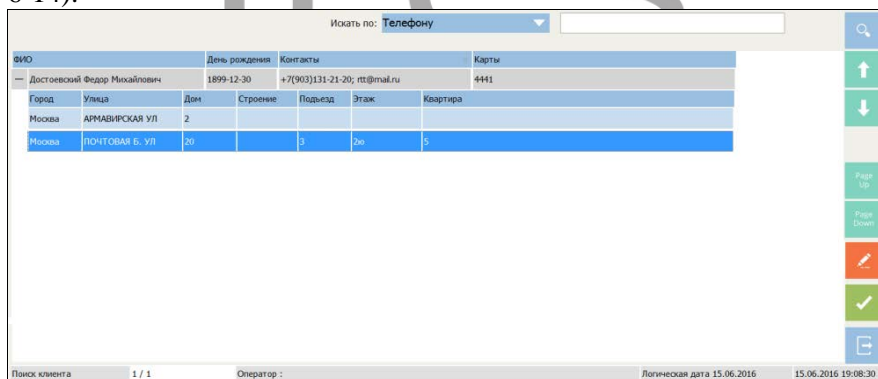 6-14).
Искать по: Телефону
ФИО День рождения Контакты Карты
— Достоевский Федор Михайлович 1899-12-30 +7(903)131-21-20; rtt@mail.ru 4441
Город Улица Дом Строение Подъезд Этаж Квартира
Москва АРМАВИРСКАЯ УЛ 2
Москва ПОЧТОВАЯ Б. УЛ 20 3 2ю 5
Page Up
Page Down
Поиск клиента 1 / 1 Оператор : Логическая дата 15.06.2016 15.06.2016 19:08:30